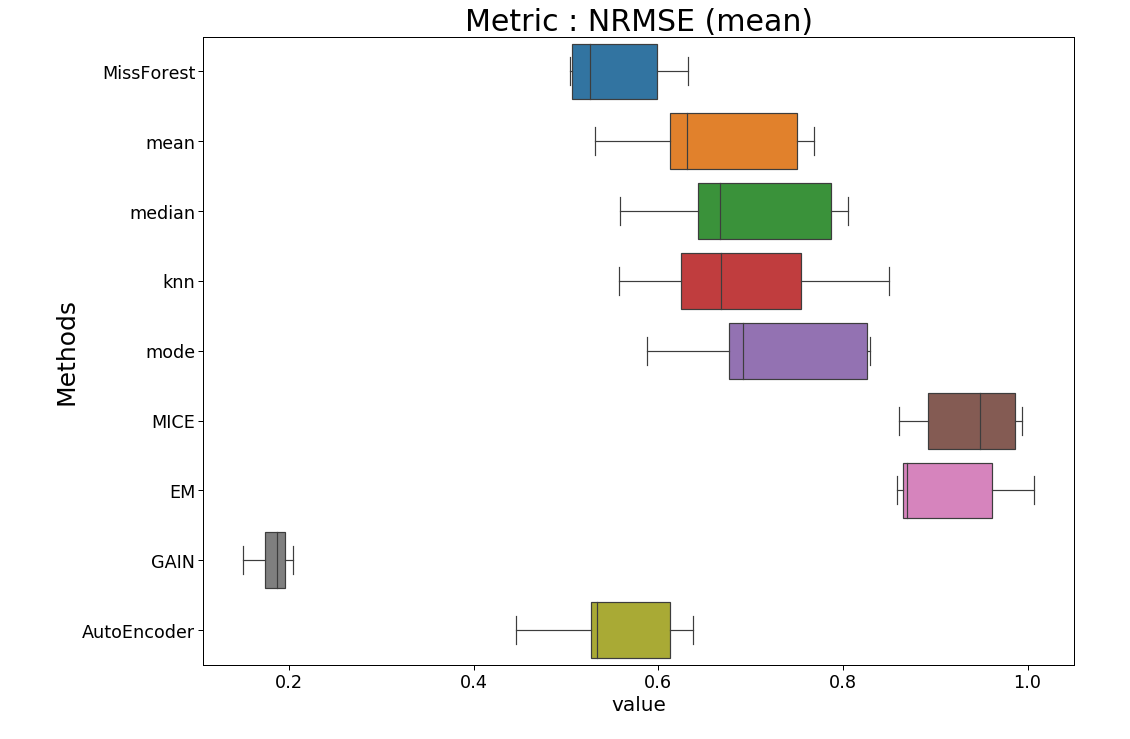 Metric : NRMSE (mean)
MissForest
mean
median
knn
mode
MICE
EM
GAIN
AutoEncoder
Methods
0.2 0.4 0.6 0.8 1.0
value